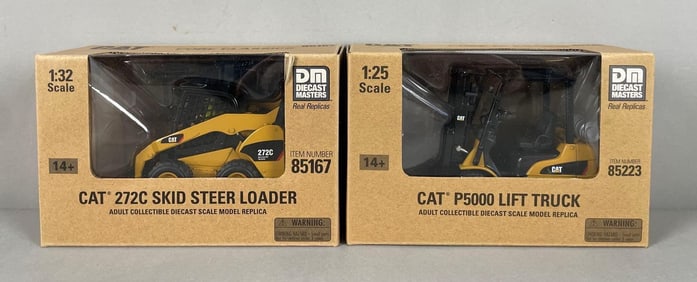 1:32
Scale
DM
DIECAST
MASTERS
Real Replicas
CAT
272C
14+
ITEM NUMBER
85167
CAT® 272C SKID STEER LOADER
ADULT COLLECTIBLE DIECAST SCALE MODEL REPLICA
WARNING:
1:25
Scale
DM
DIECAST
MASTERS
Real Replicas
CAT
CAT
14+
ITEM NUMBER
85223
CAT® P5000 LIFT TRUCK
ADULT COLLECTIBLE DIECAST SCALE MODEL REPLICA
WARNING: